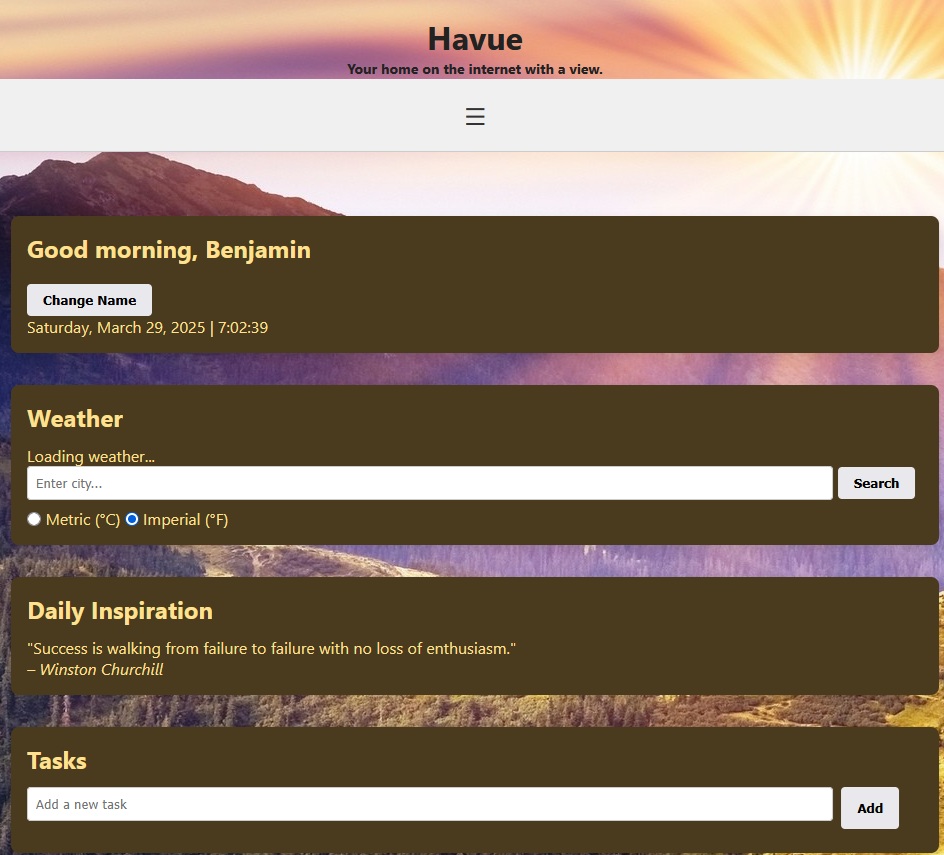 Havue
Your home on the internet with a view.
Good morning, Benjamin
Change Name
Saturday, March 29, 2025 | 7:02:39
Weather
Loading weather...
Enter city...
Search
Metric (°C) Imperial (°F)
Daily Inspiration
"Success is walking from failure to failure with no loss of enthusiasm."
– Winston Churchill
Tasks
Add a new task
Add